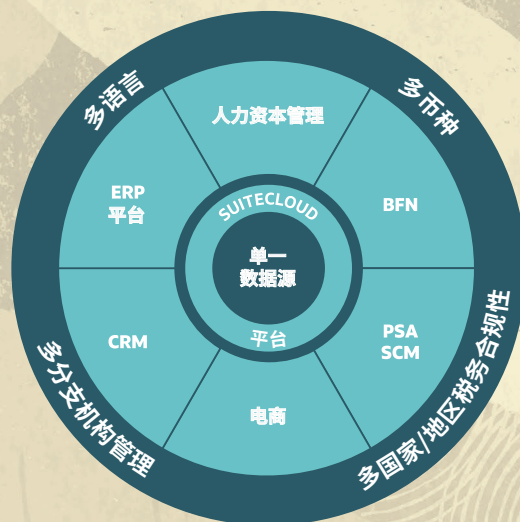 多语言
多币种
人力资本管理
ERP
平台
BFN
SUITECLOUD
单一
数据源
平台
CRM
PSA
SCM
电商
多分支机构管理
多国家/地区税务合规性